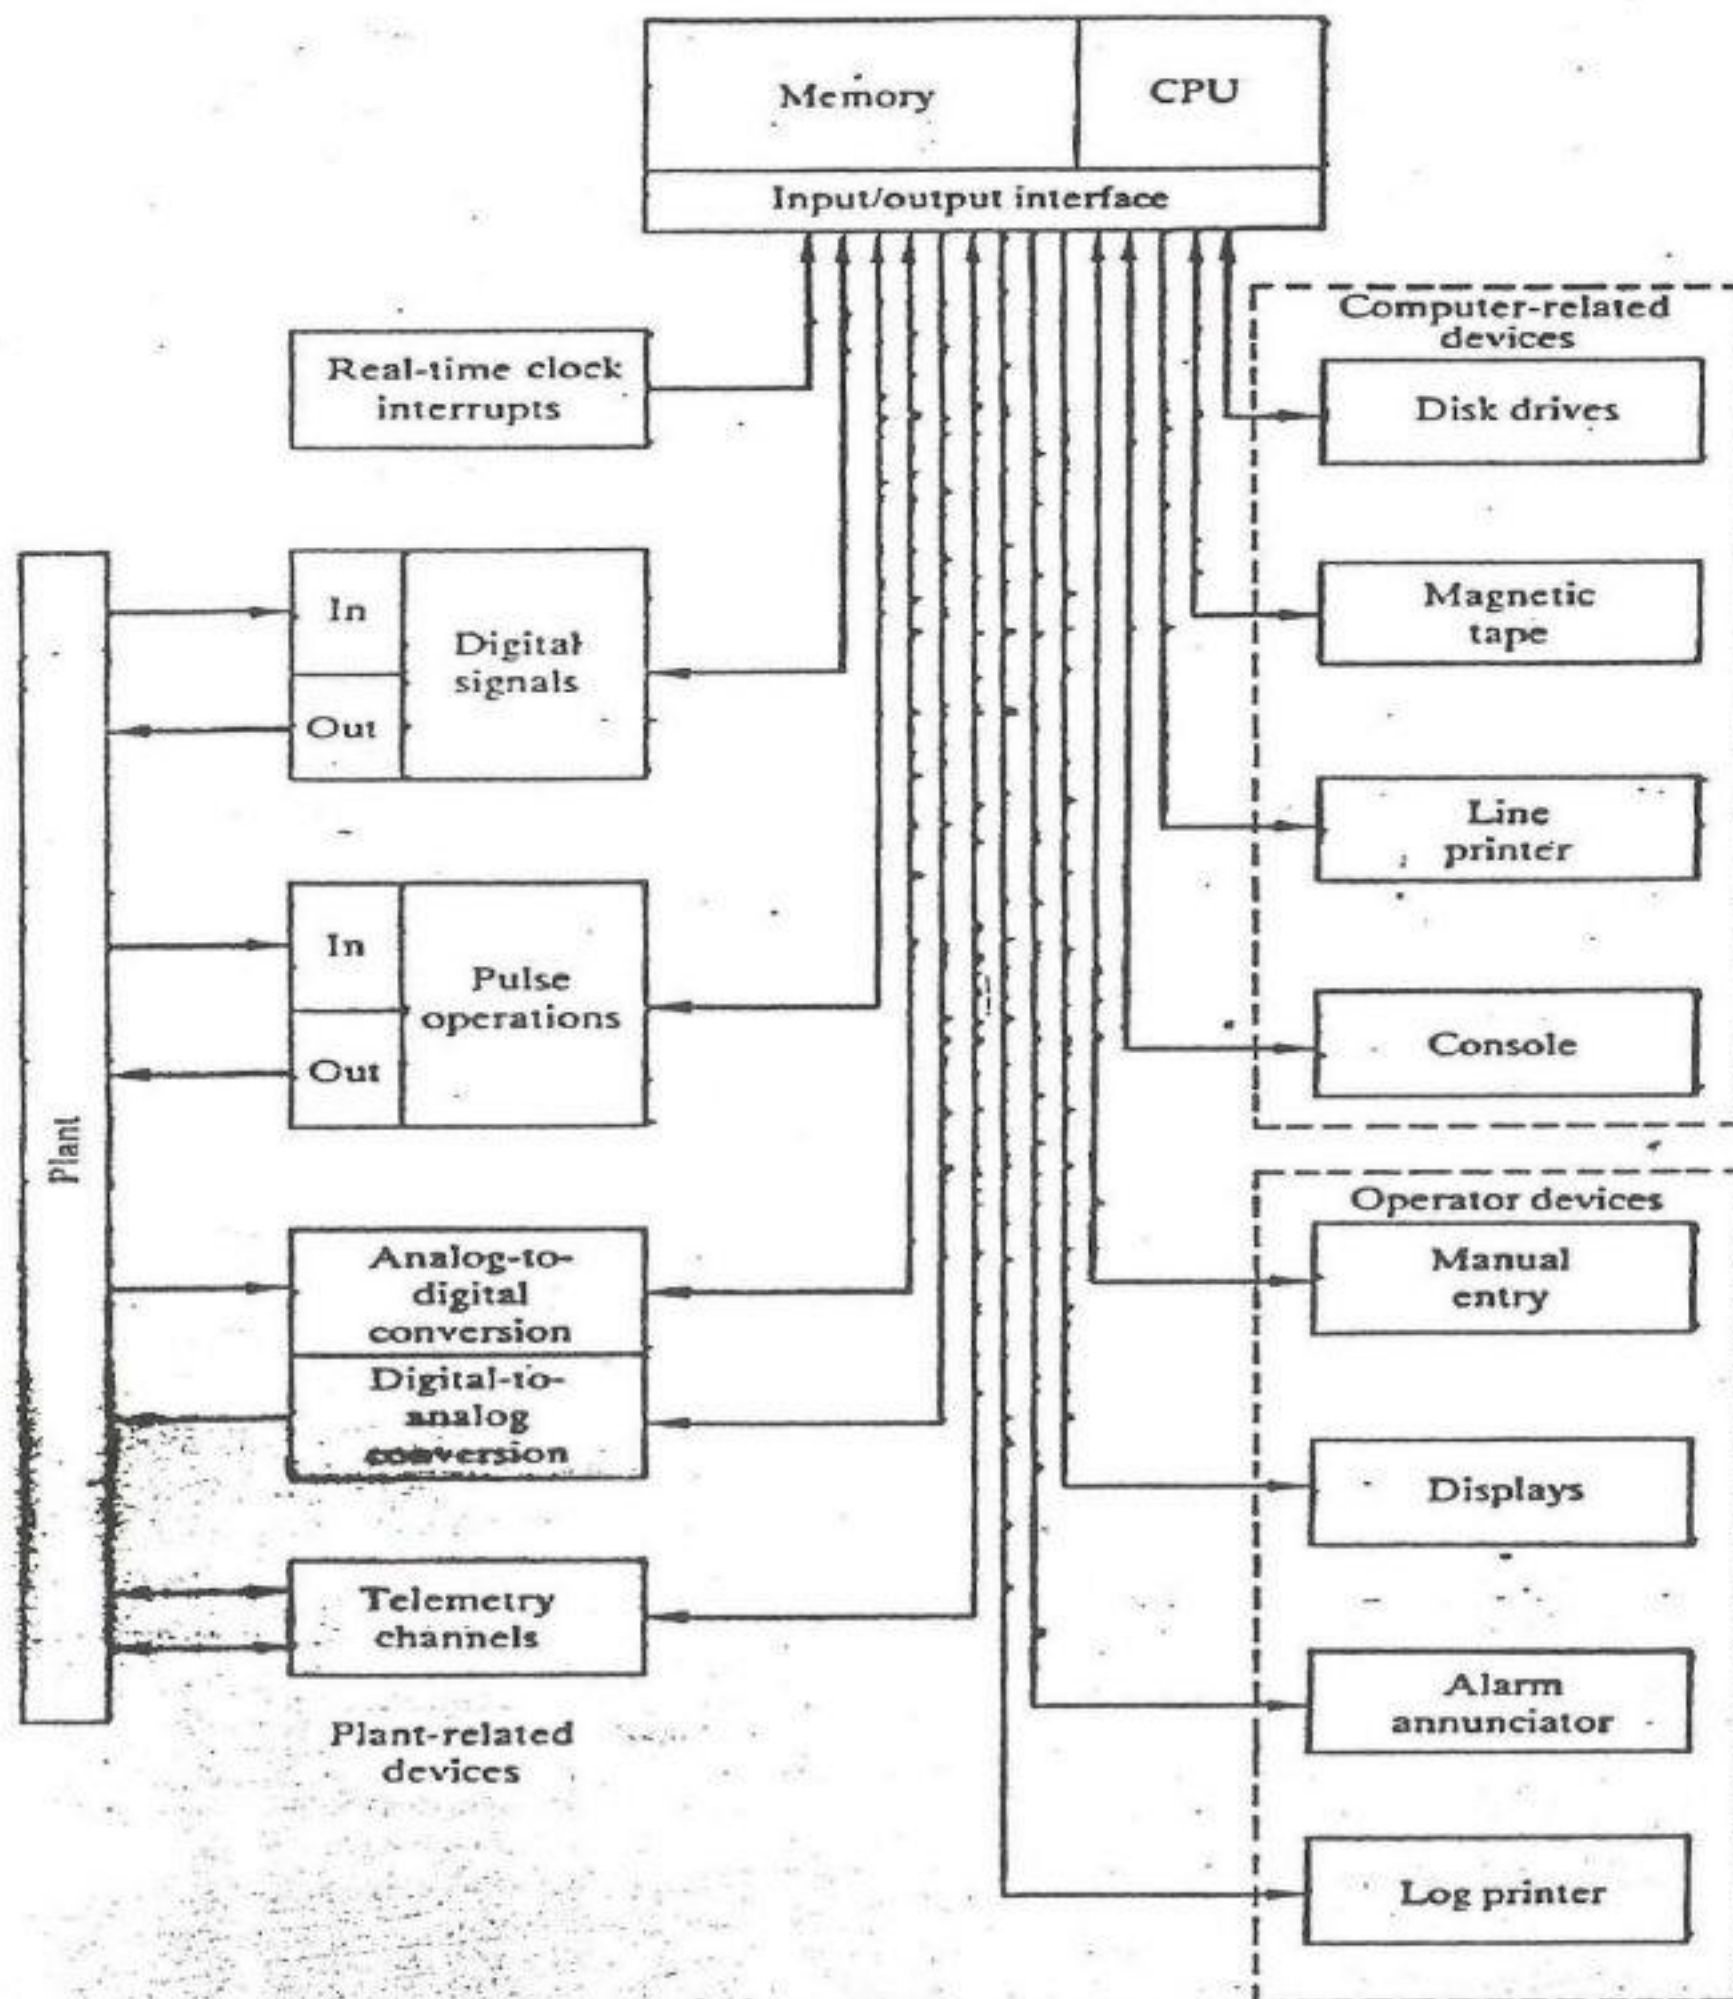 Memory
CPU
Input/output interface
Real-time clock
interrupts
Computer-related
devices
Disk drives
In
Digital
signals
Out
Magnetic
tape
Line
printer
In
Pulse
operations
Out
Console
Plant
Operator devices
Analog-to-
digital
conversion
Manual
entry
Digital-to-
analog
conversion
Displays
Telemetry
channels
Alarm
annunciator
Plant-related
devices
Log printer